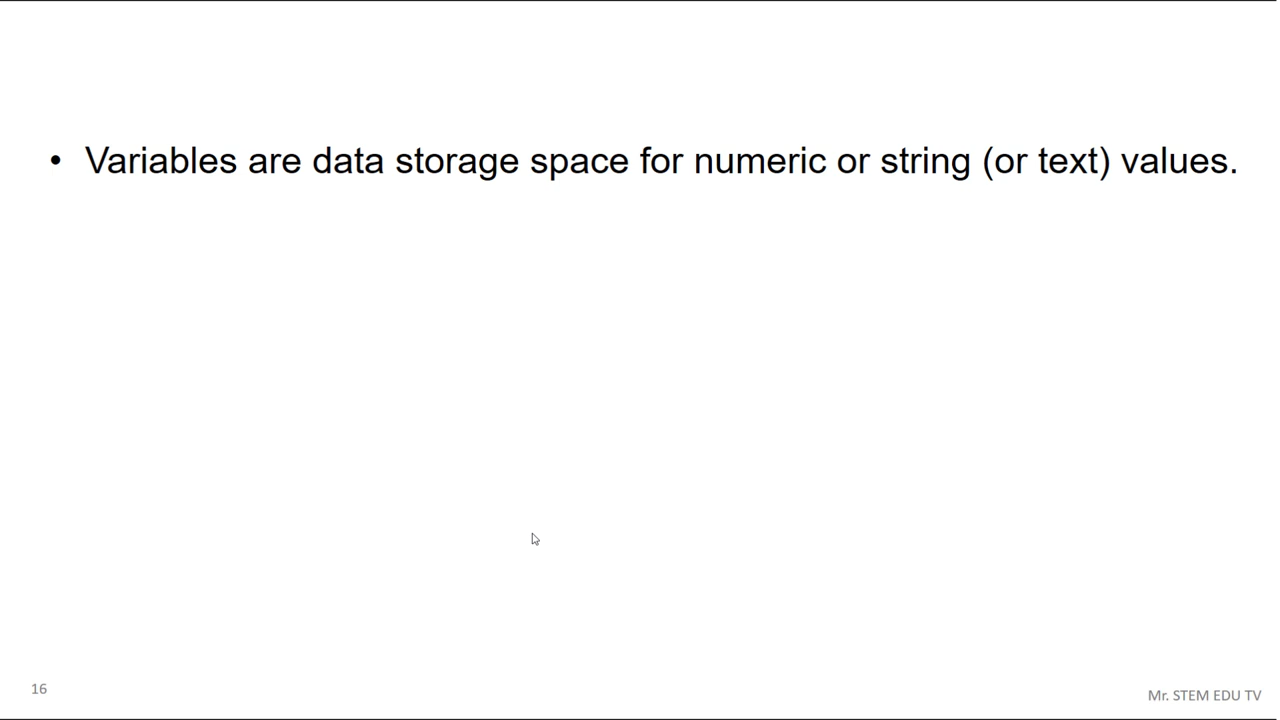 • Variables are data storage space for numeric or string (or text) values.
16
Mr. STEM EDU TV